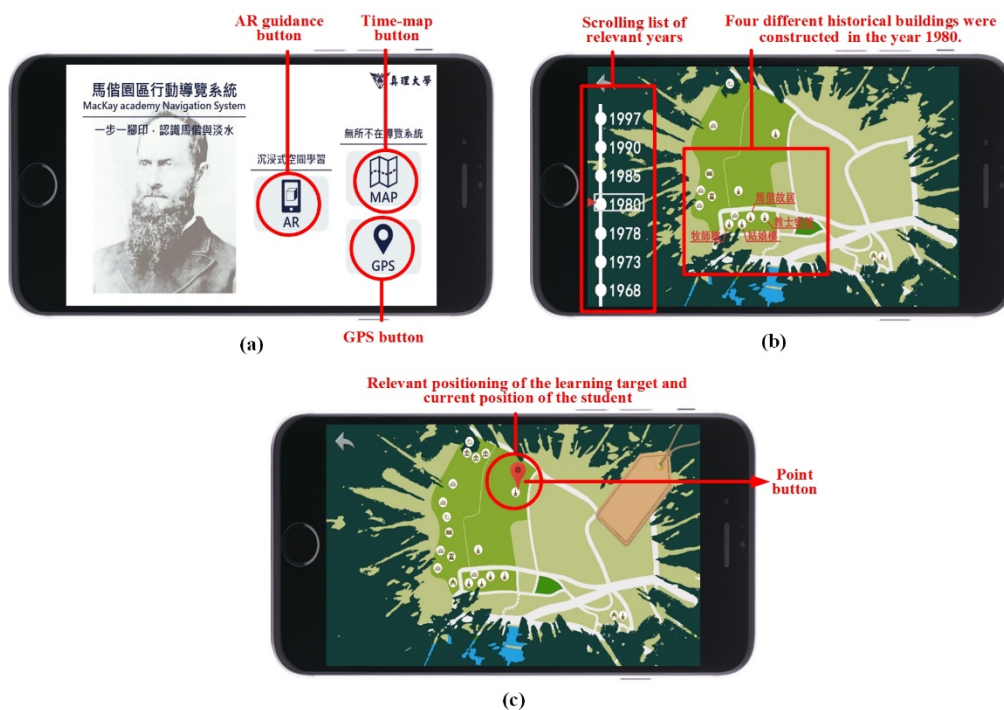 AR guidance
button
Time-map
button
馬偕園區行動導覽系統
MacKay academy Navigation System
一步一腳印，認識馬偕與淡水
真理大學
沉浸式空間學習
AR
無所不在導覽系統
MAP
GPS
GPS button
(a)
Scrolling list of
relevant years
Four different historical buildings were
constructed in the year 1980.
1997
1990
1985
1980
1978
1973
1968
馬偕故居
牧師樓
姑娘樓
(b)
Relevant positioning of the learning target and
current position of the student
Point
button
(c)